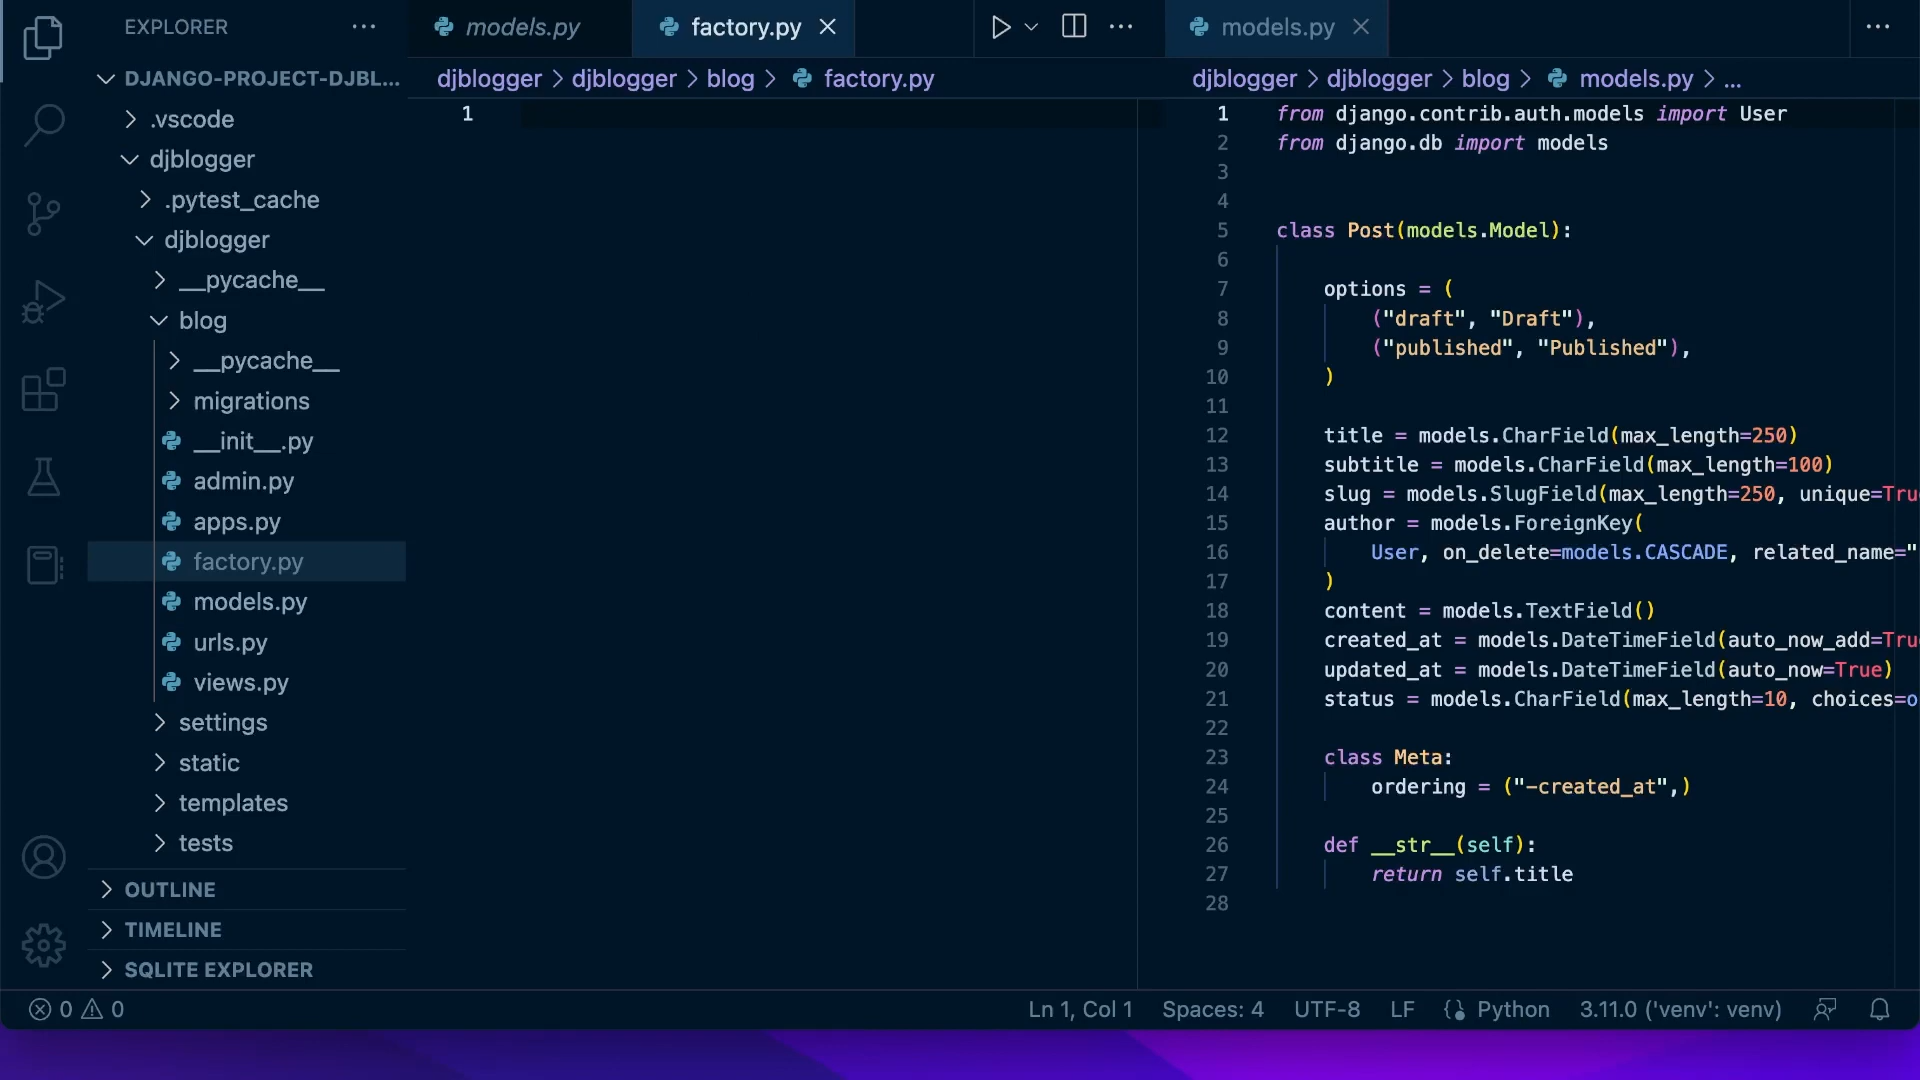 EXPLORER
DJANGO-PROJECT-DJBL...
.vscode
djblogger
.pytest_cache
djblogger
__pycache__
blog
__pycache__
migrations
__init__.py
admin.py
apps.py
factory.py
models.py
urls.py
views.py
settings
static
templates
tests
OUTLINE
TIMELINE
SQLITE EXPLORER
models.py
factory.py
djblogger > djblogger > blog > factory.py
1
models.py
djblogger > djblogger > blog > models.py > ...
1 from django.contrib.auth.models import User
2 from django.db import models
3
4
5 class Post(models.Model):
6
7 options = (
8 ("draft", "Draft"),
9 ("published", "Published"),
10 )
11
12 title = models.CharField(max_length=250)
13 subtitle = models.CharField(max_length=100)
14 slug = models.SlugField(max_length=250, unique=Tru
15 author = models.ForeignKey(
16 User, on_delete=models.CASCADE, related_name="
17 )
18 content = models.TextField()
19 created_at = models.DateTimeField(auto_now_add=Tru
20 updated_at = models.DateTimeField(auto_now=True)
21 status = models.CharField(max_length=10, choices=o
22
23 class Meta:
24 ordering = ("-created_at",)
25
26 def __str__(self):
27 return self.title
28
0 0
Ln 1, Col 1 Spaces: 4 UTF-8 LF Python 3.11.0 ('venv': venv)